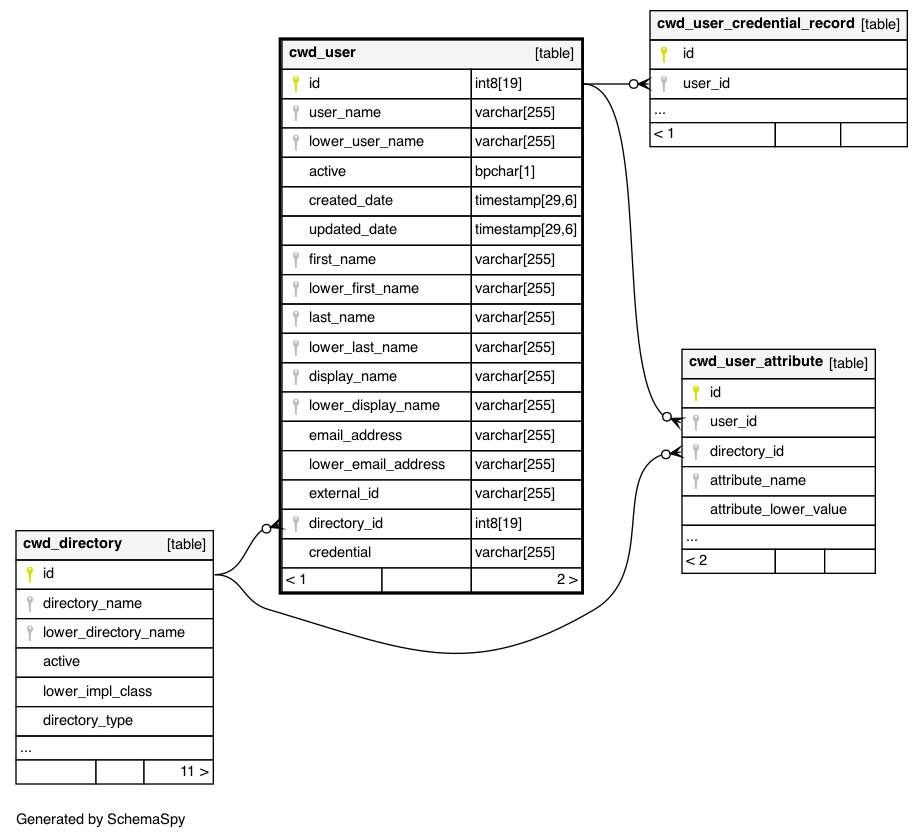 cwd_user_credential_record [table]
id
user_id
...
< 1
cwd_user [table]
id int8[19]
user_name varchar[255]
lower_user_name varchar[255]
active bpchar[1]
created_date timestamp[29,6]
updated_date timestamp[29,6]
first_name varchar[255]
lower_first_name varchar[255]
last_name varchar[255]
lower_last_name varchar[255]
display_name varchar[255]
lower_display_name varchar[255]
email_address varchar[255]
lower_email_address varchar[255]
external_id varchar[255]
directory_id int8[19]
credential varchar[255]
< 1 2 >
cwd_user_attribute [table]
id
user_id
directory_id
attribute_name
attribute_lower_value
...
< 2
cwd_directory [table]
id
directory_name
lower_directory_name
active
lower_impl_class
directory_type
...
11 >
Generated by SchemaSpy